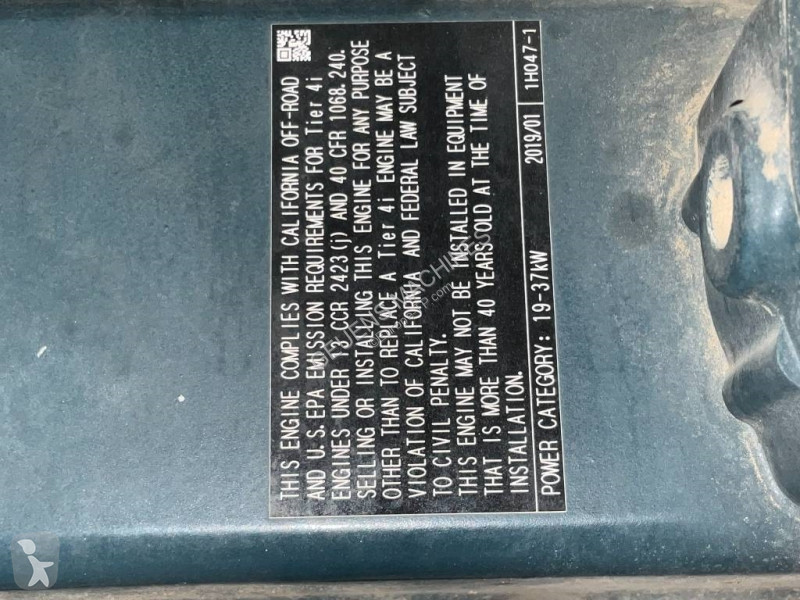 THIS ENGINE COMPLIES WITH CALIFORNIA OFF-ROAD
AND U.S. EPA EMISSION REQUIREMENTS FOR Tier 4i
ENGINES UNDER 13 CCR 2423(j) AND 40 CFR 1068.240.
SELLING OR INSTALLING THIS ENGINE FOR ANY PURPOSE
OTHER THAN TO REPLACE A Tier 4i ENGINE MAY BE A
VIOLATION OF CALIFORNIA AND FEDERAL LAW SUBJECT
TO CIVIL PENALTY.
THIS ENGINE MAY NOT BE INSTALLED IN EQUIPMENT
THAT IS MORE THAN 40 YEARS OLD AT THE TIME OF
INSTALLATION.
POWER CATEGORY: 19-37kW 2019/01 1H047-1